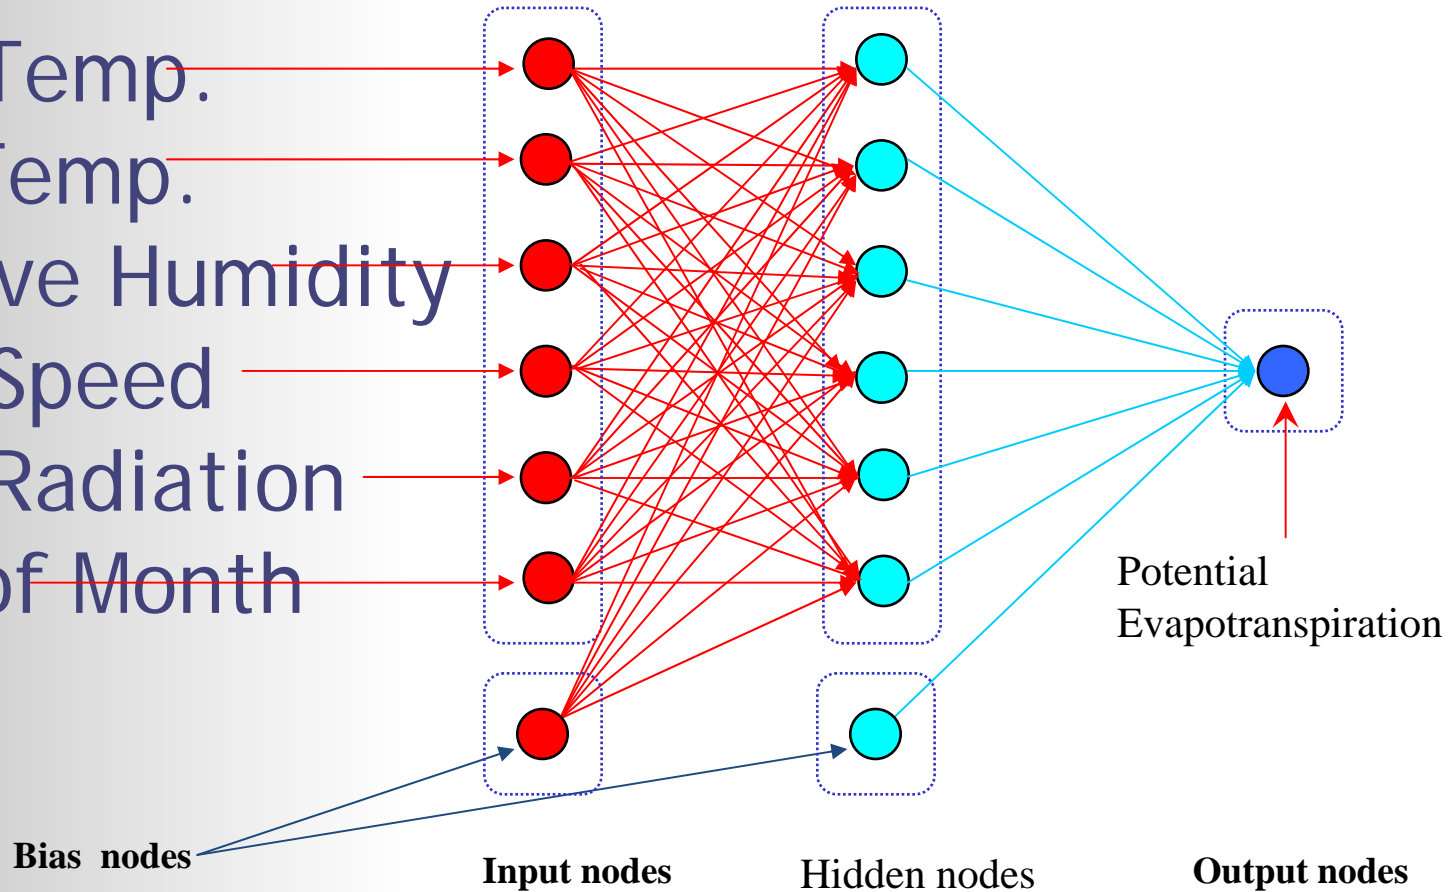 Temp.
Temp.
ve Humidity
Speed
Radiation
of Month
Potential
Evapotranspiration
Bias nodes
Input nodes
Hidden nodes
Output nodes